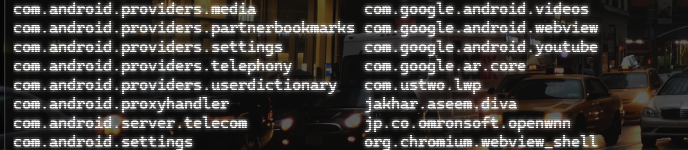 com.android.providers.media com.google.android.videos
com.android.providers.partnerbookmarks com.google.android.webview
com.android.providers.settings com.google.android.youtube
com.android.providers.telephony com.google.ar.core
com.android.providers.userdictionary com.ustwo.lwp
com.android.proxyhandler jakhar.aseem.diva
com.android.server.telecom jp.co.omronsoft.openwnn
com.android.settings org.chromium.webview_shell